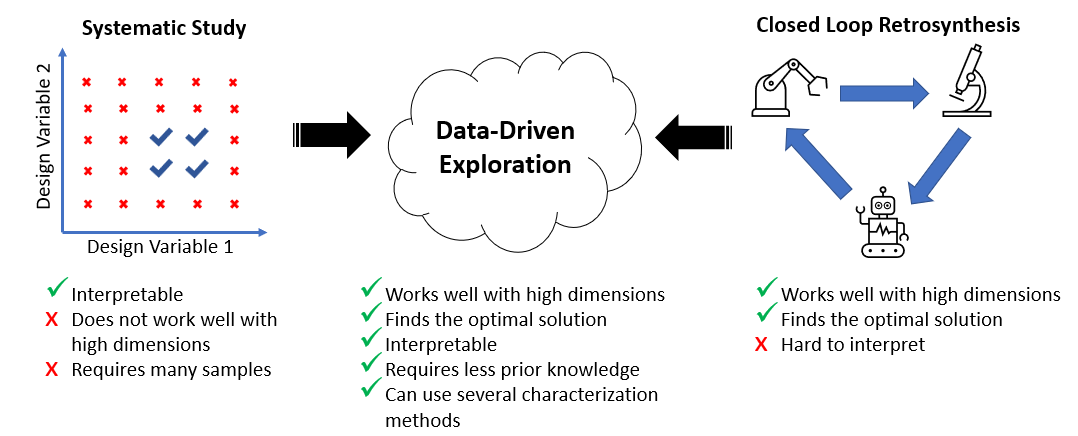 Systematic Study
Design Variable 2
Design Variable 1
Interpretable
X Does not work well with
high dimensions
X Requires many samples
Data-Driven
Exploration
Works well with high dimensions
Finds the optimal solution
Interpretable
Requires less prior knowledge
Can use several characterization
methods
Closed Loop Retrosynthesis
Works well with high dimensions
Finds the optimal solution
X Hard to interpret